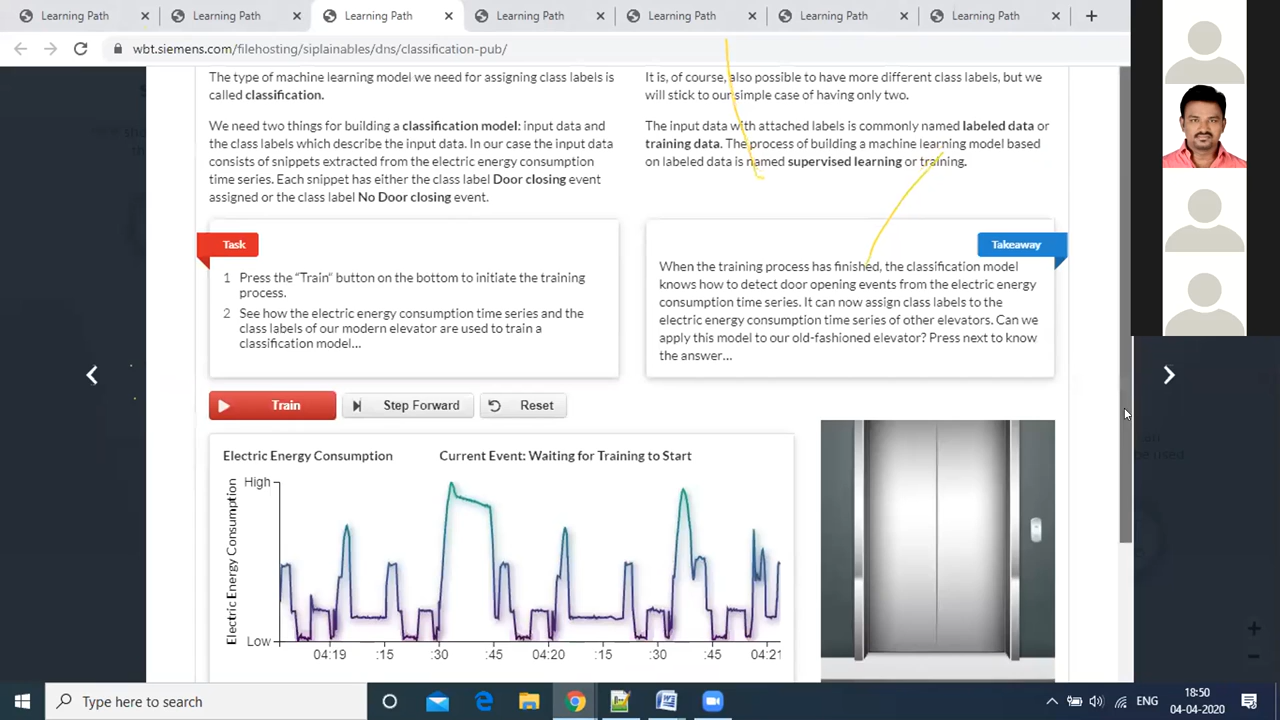 Learning Path
Learning Path
Learning Path
Learning Path
Learning Path
Learning Path
Learning Path
wbt.siemens.com/filehosting/siplainables/dns/classification-pub/
The type of machine learning model we need for assigning class labels is
called classification.
We need two things for building a classification model: input data and
the class labels which describe the input data. In our case the input data
consists of snippets extracted from the electric energy consumption
time series. Each snippet has either the class label Door closing event
assigned or the class label No Door closing event.
It is, of course, also possible to have more different class labels, but we
will stick to our simple case of having only two.
The input data with attached labels is commonly named labeled data or
training data. The process of building a machine learning model based
on labeled data is named supervised learning or training.
Task
1 Press the "Train" button on the bottom to initiate the training
process.
2 See how the electric energy consumption time series and the
class labels of our modern elevator are used to train a
classification model...
Takeaway
When the training process has finished, the classification model
knows how to detect door opening events from the electric energy
consumption time series. It can now assign class labels to the
electric energy consumption time series of other elevators. Can we
apply this model to our old-fashioned elevator? Press next to know
the answer...
Train
Step Forward
Reset
Electric Energy Consumption
Current Event: Waiting for Training to Start
Electric Energy Consumption
High
Low
04:19 :15 :30 :45 04:20 :15 :30 :45 04:21
be used
Type here to search
ENG
18:50
04-04-2020